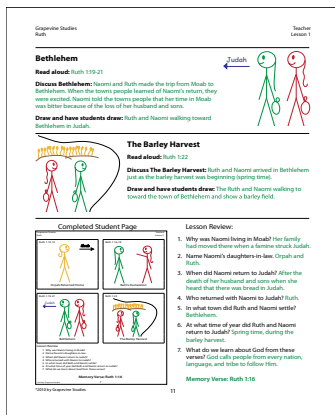 Grapevine Studies
Ruth
Teacher
Lesson 1
Bethlehem
Read aloud: Ruth 1:19-21
Discuss Bethlehem: Naomi and Ruth made the trip from Moab to
Bethlehem. When the towns people learned of Naomi's return, they
were excited. Naomi told the towns people that her time in Moab
was bitter because of the loss of her husband and sons.
Draw and have students draw: Ruth and Naomi walking toward
Bethlehem in Judah.
Judah
The Barley Harvest
Read aloud: Ruth 1:22
Discuss The Barley Harvest: Ruth and Naomi arrived in Bethlehem
just as the barley harvest was beginning (spring time).
Draw and have students draw: The Ruth and Naomi walking to
toward the town of Bethlehem and show a barley field.
Completed Student Page
Judah
Bethlehem
The Barley Harvest
Memory Verse: Ruth 1:16
Lesson Review:
1. Why was Naomi living in Moab? Her family
had moved there when a famine struck Judah.
2. Name Naomi's daughters-in-law. Orpah and
Ruth.
3. When did Naomi return to Judah? After the
death of her husband and sons when she
heard that there was bread in Judah.
4. Who returned with Naomi to Judah? Ruth.
5. In what town did Ruth and Naomi settle?
Bethlehem.
6. At what time of year did Ruth and Naomi
return to Judah? Spring time, during the
barley harvest.
7. What do we learn about God from these
verses? God calls people from every nation,
language, and tribe to follow Him.
Memory Verse: Ruth 1:16
©2010 by Grapevine Studies
11